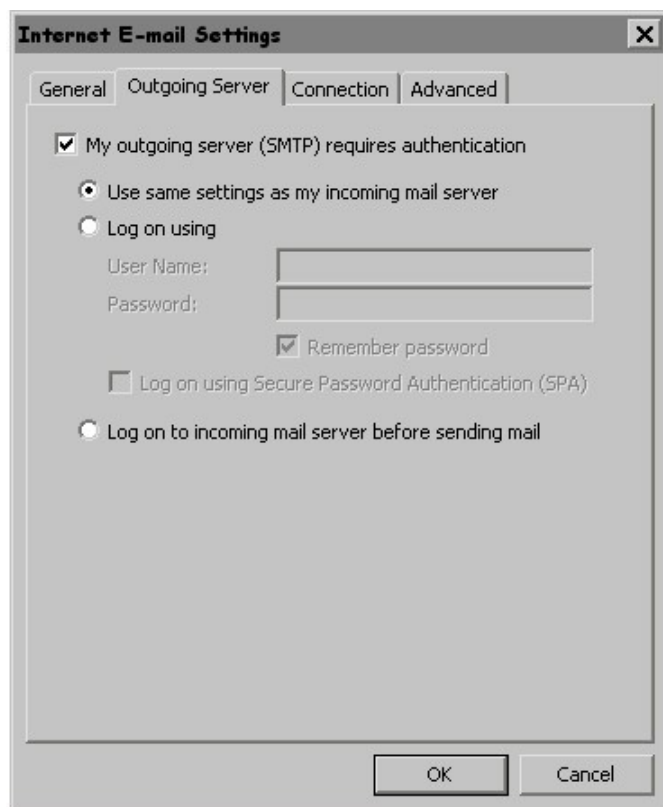 Internet E-mail Settings
General Outgoing Server Connection Advanced
My outgoing server (SMTP) requires authentication
Use same settings as my incoming mail server
Log on using
User Name:
Password:
Remember password
Log on using Secure Password Authentication (SPA)
Log on to incoming mail server before sending mail
OK Cancel